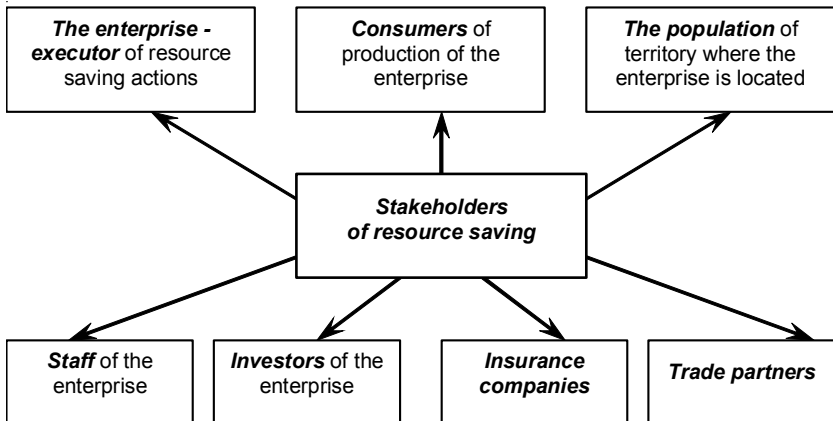 The enterprise -
executor of resource
saving actions
Consumers of
production of the
enterprise
The population of
territory where the
enterprise is located
Stakeholders
of resource saving
Staff of the
enterprise
Investors of the
enterprise
Insurance
companies
Trade partners